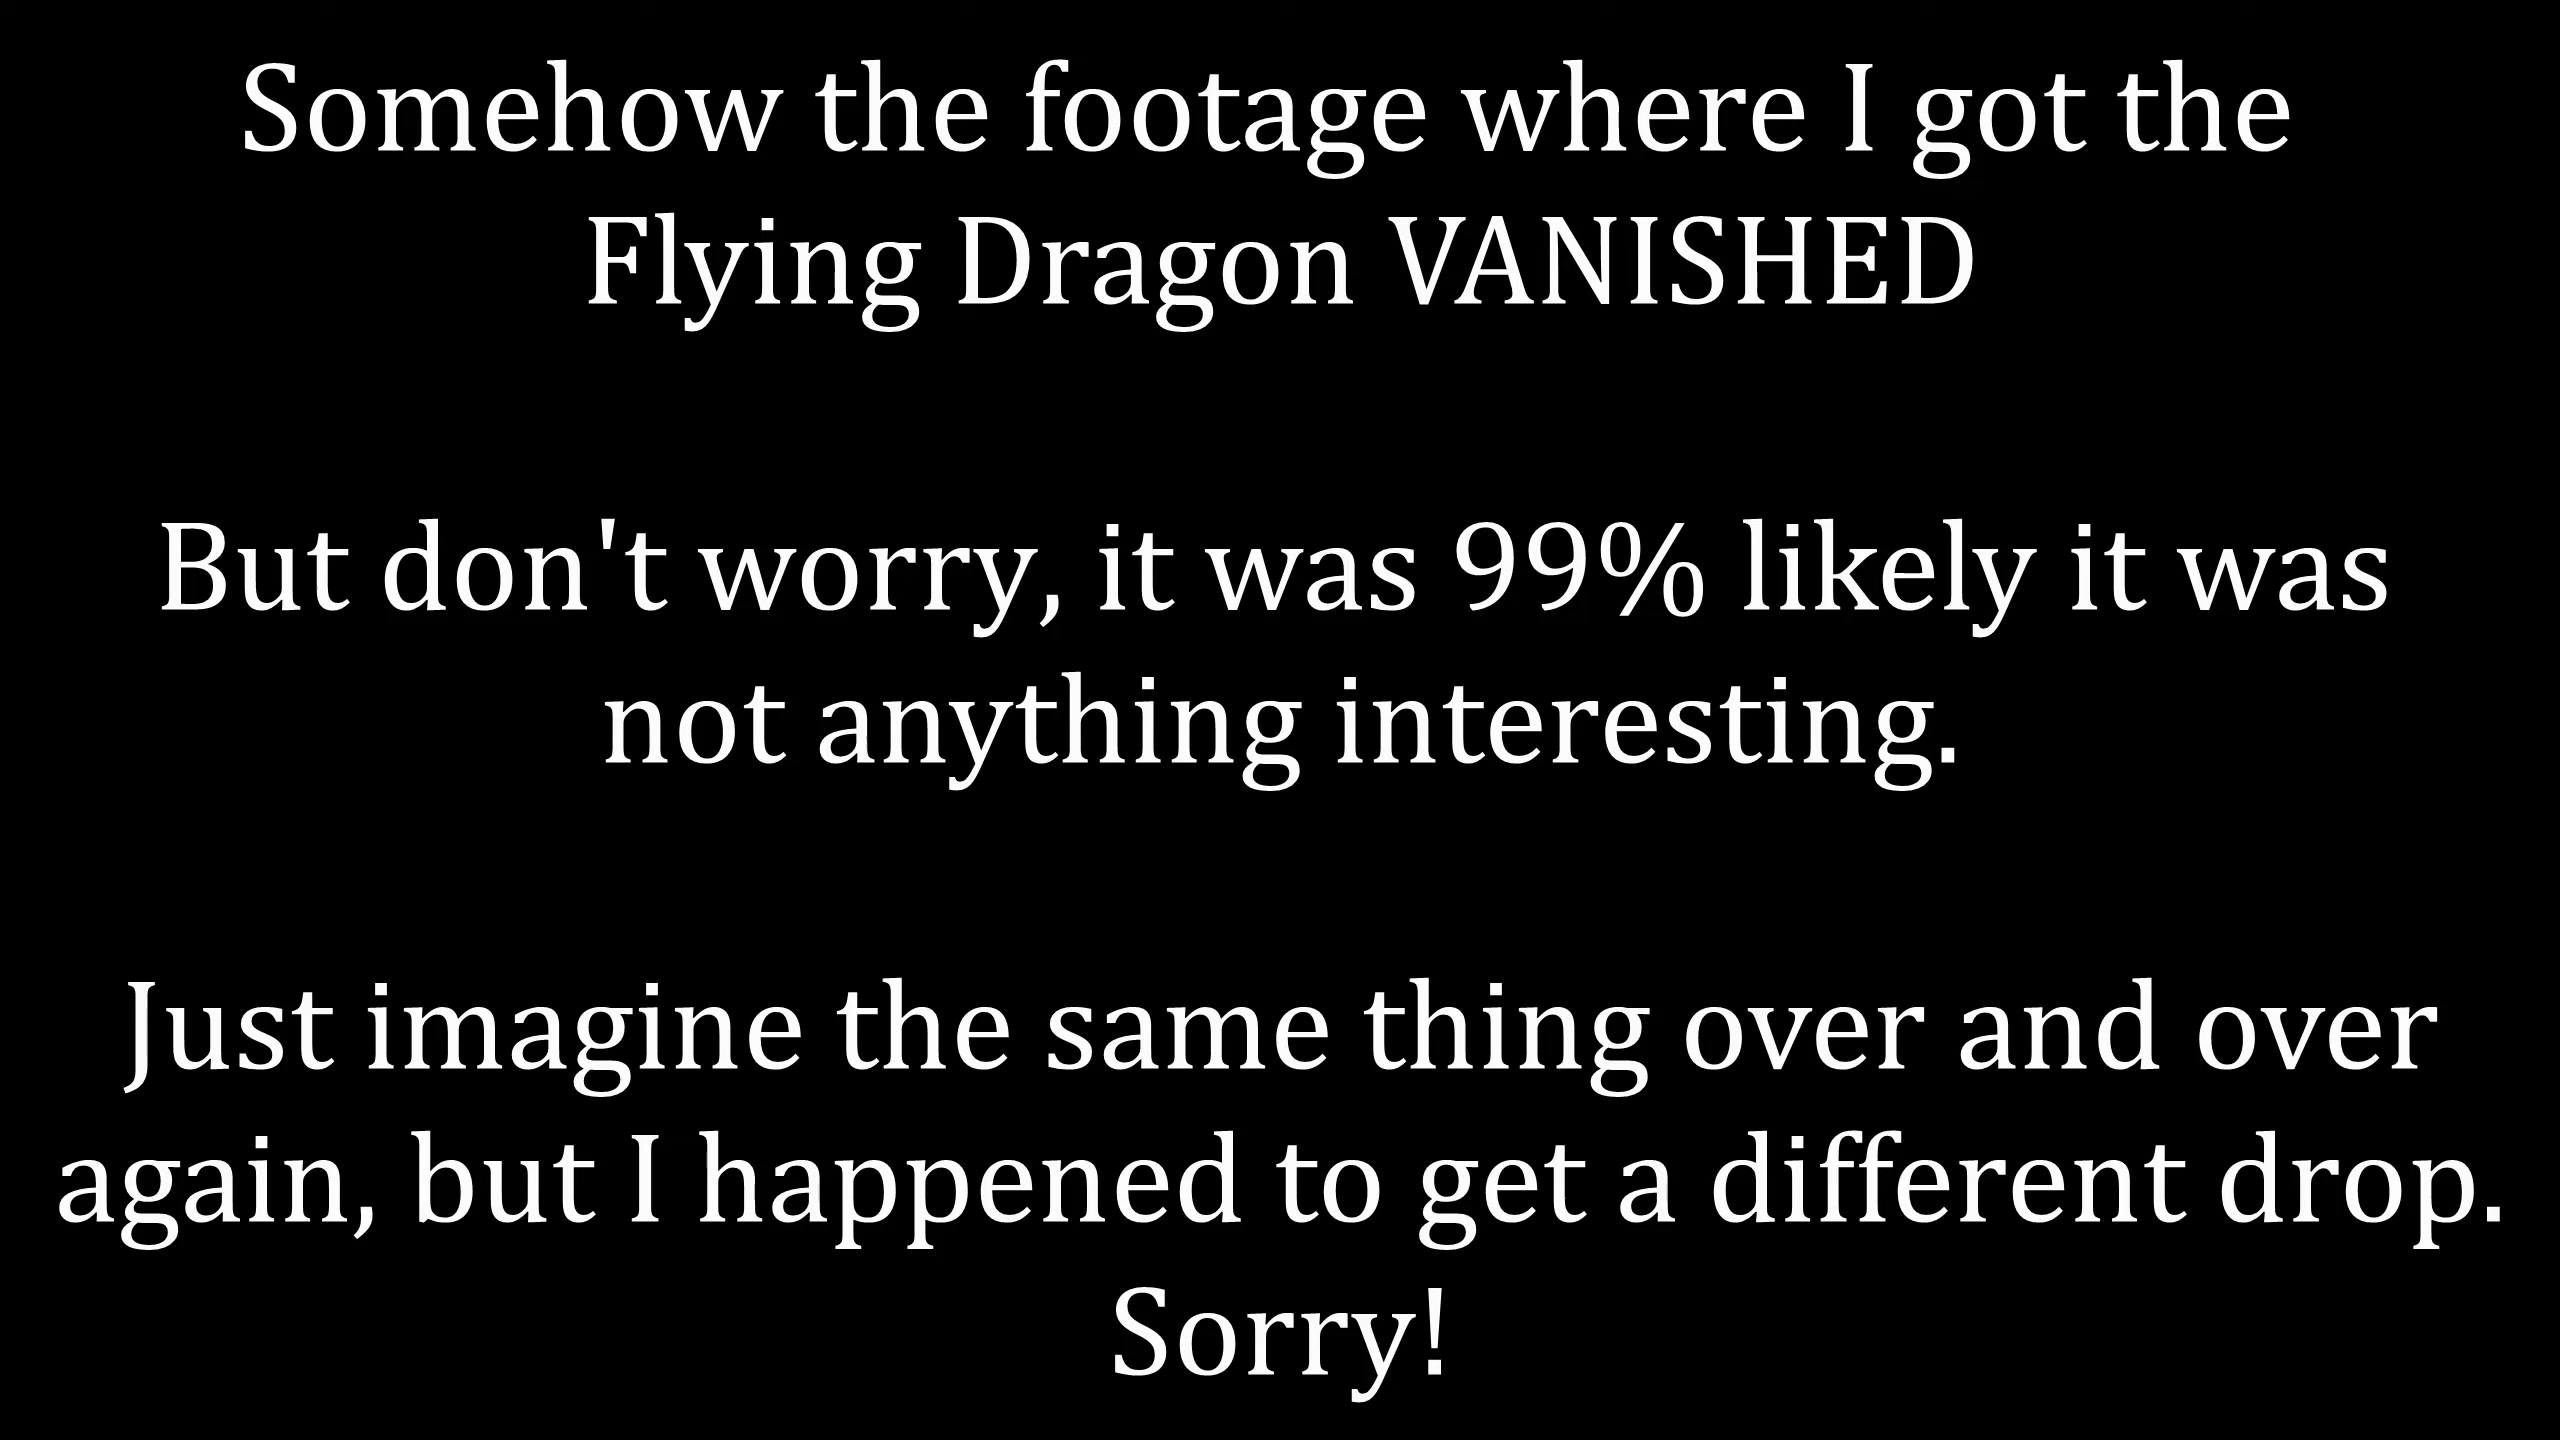 Somehow the footage where I got the
Flying Dragon VANISHED
But don't worry, it was 99% likely it was
not anything interesting.
Just imagine the same thing over and over
again, but I happened to get a different drop.
Sorry!